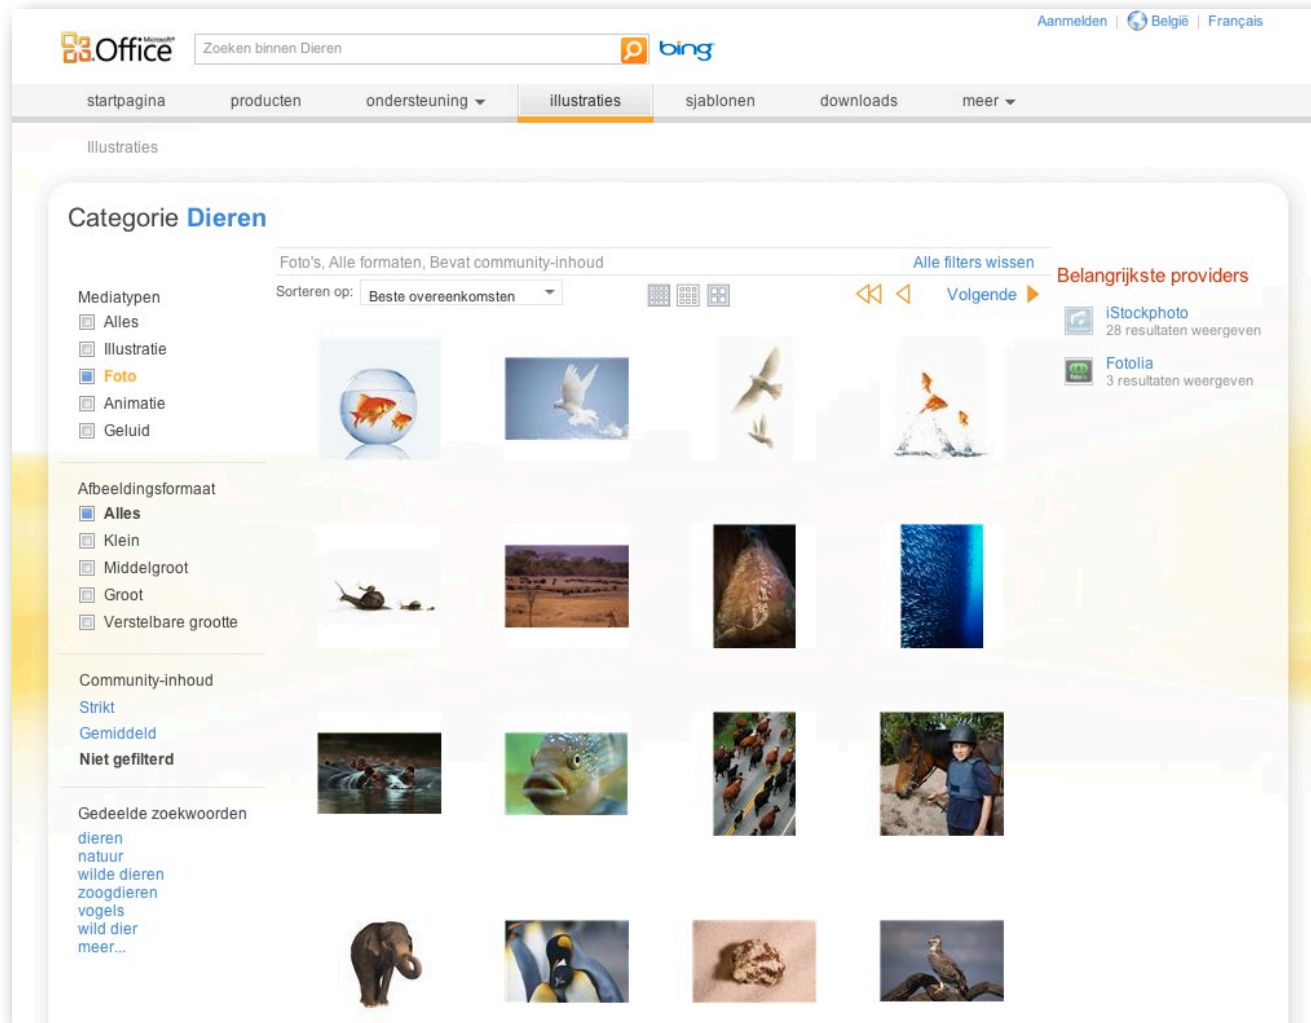 Aanmelden | België | Français
Microsoft®
Office
Zoeken binnen Dieren
bing
startpagina producten ondersteuning illustraties sjablonen downloads meer
Illustraties
Categorie Dieren
Foto's, Alle formaten, Bevat community-inhoud
Alle filters wissen
Sorteren op: Beste overeenkomsten
Volgende
Mediatypen
Alles
Illustratie
Foto
Animatie
Geluid
Afbeeldingsformaat
Alles
Klein
Middelgroot
Groot
Verstelbare grootte
Community-inhoud
Strikt
Gemiddeld
Niet gefilterd
Gedeelde zoekwoorden
dieren
natuur
wilde dieren
zoogdieren
vogels
wild dier
meer...
Belangrijkste providers
iStockphoto
28 resultaten weergeven
Fotolia
3 resultaten weergeven